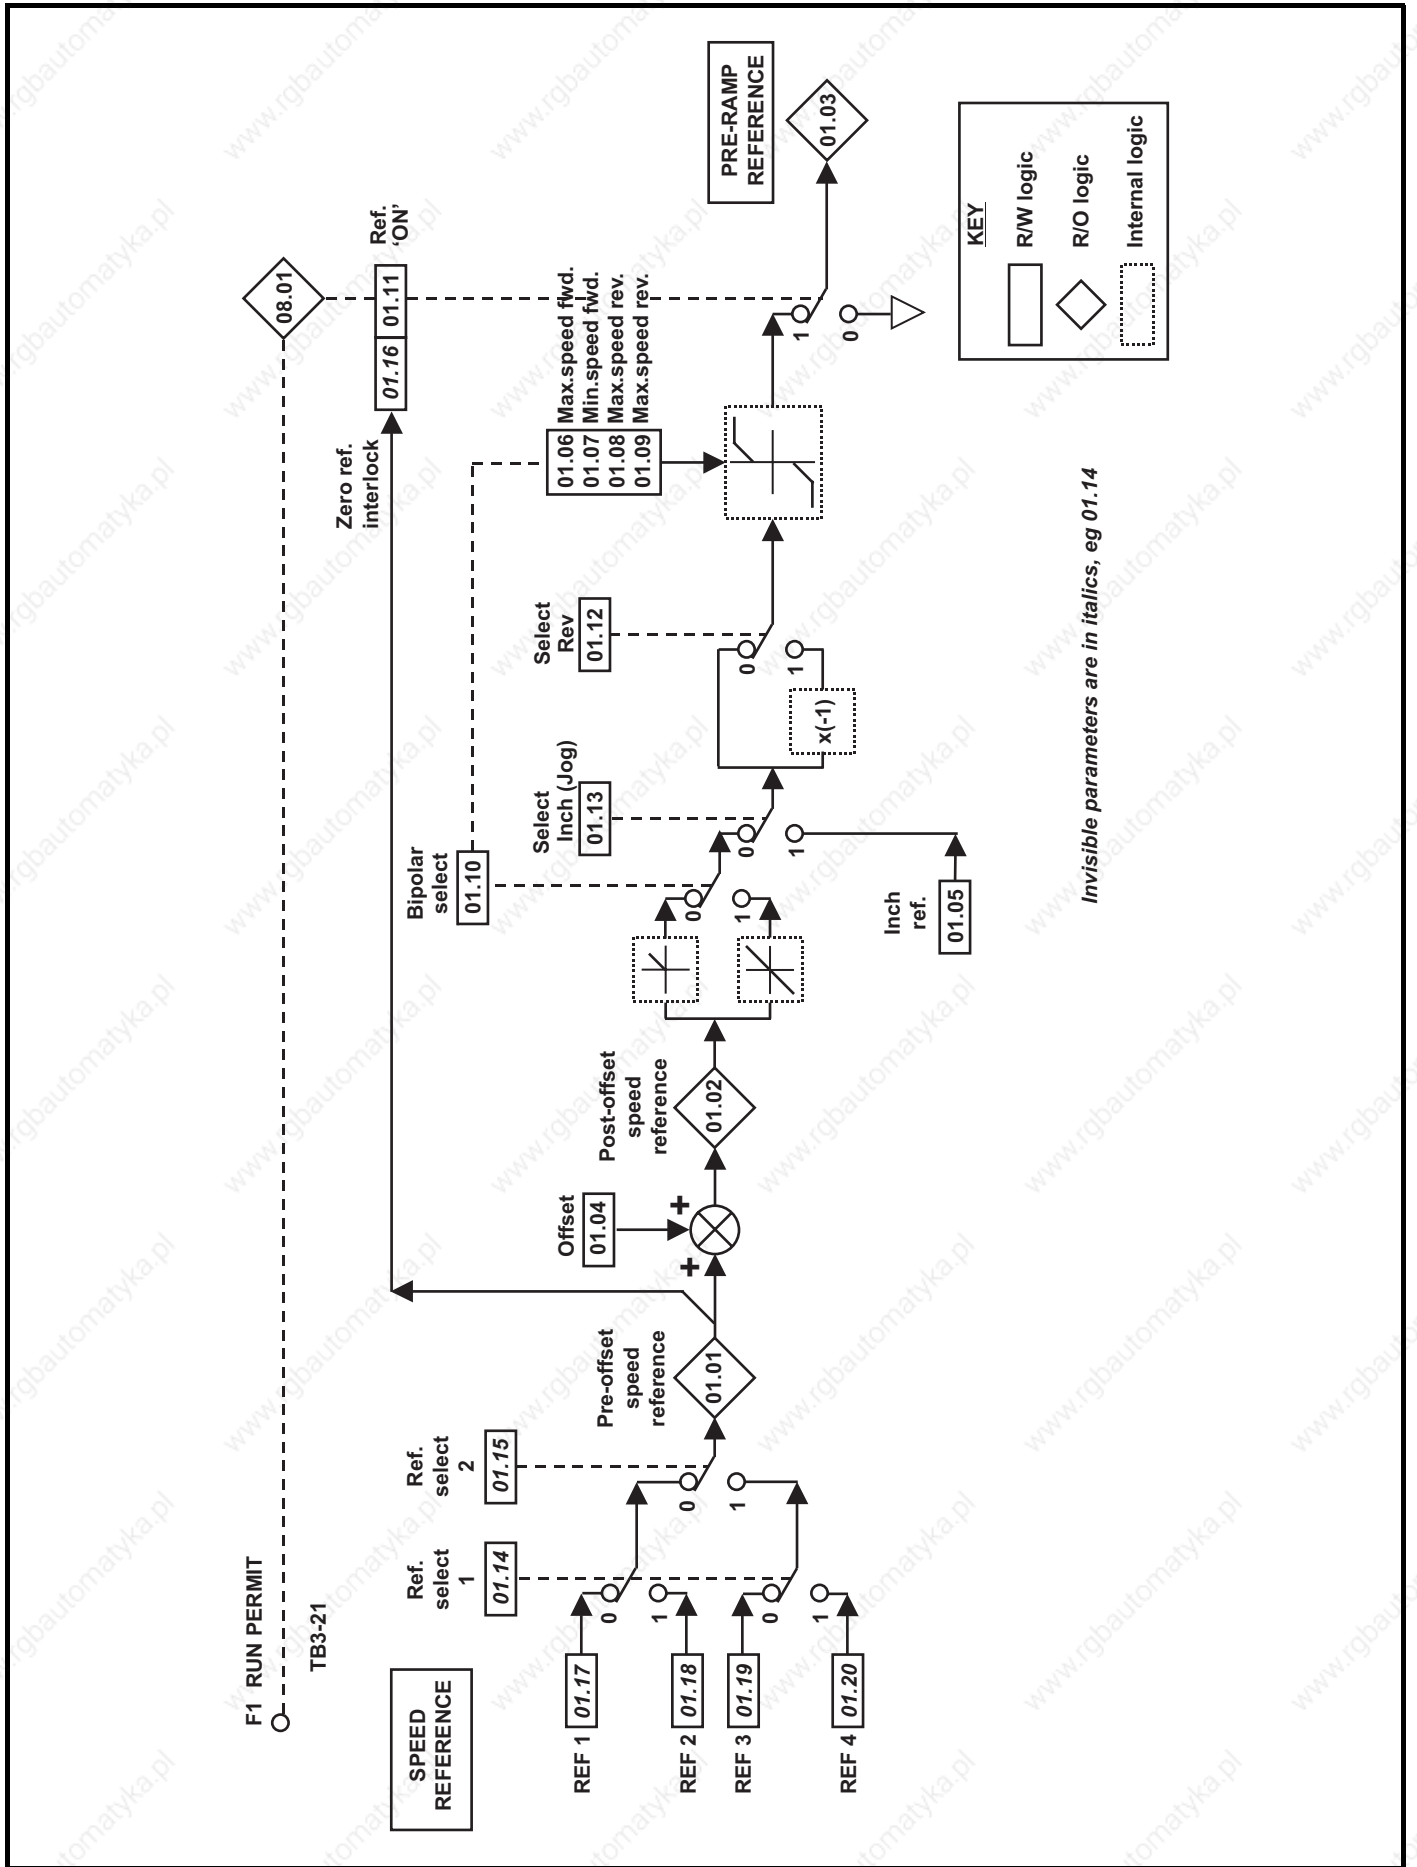 F1 RUN PERMIT
TB3-21
08.01
SPEED
REFERENCE
Ref.
select
1
01.14
Ref.
select
2
01.15
Zero ref.
interlock
01.16
01.11
Ref.
‘ON’
REF 1
01.17
0
REF 2
01.18
1
REF 3
01.19
0
REF 4
01.20
1
0
1
Pre-offset
speed
reference
01.01
Offset
01.04
+
+
Post-offset
speed
reference
01.02
Bipolar
select
01.10
0
1
Select
Inch (Jog)
01.13
0
1
Inch
ref.
01.05
Select
Rev
01.12
0
1
x(-1)
01.06 Max.speed fwd.
01.07 Min.speed fwd.
01.08 Max.speed rev.
01.09 Max.speed rev.
1
0
PRE-RAMP
REFERENCE
01.03
KEY
R/W logic
R/O logic
Internal logic
Invisible parameters are in italics, eg 01.14
www.rgbautomatyka.pl